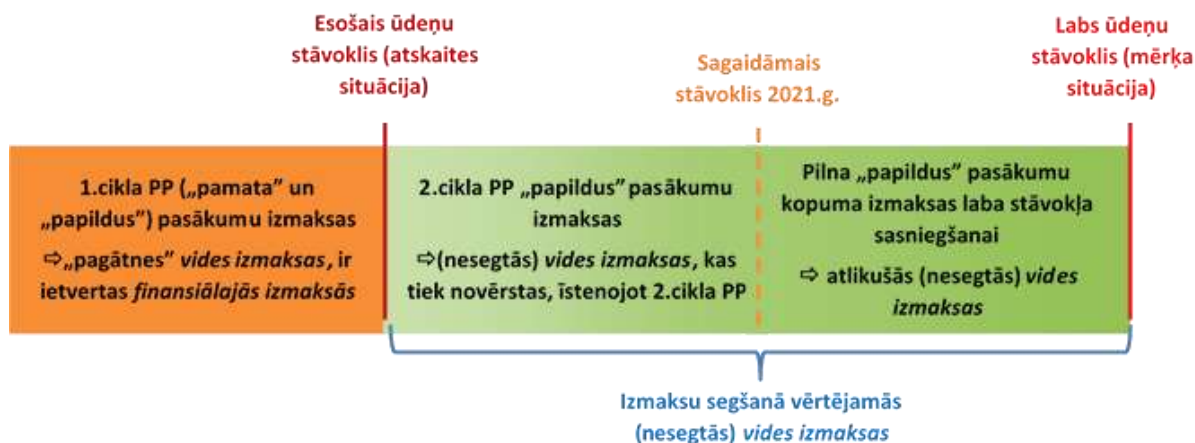 Esošais ūdeņu
stāvoklis (atskaites
situācija)
Sagaidāmais
stāvoklis 2021.g.
Labs ūdeņu
stāvoklis (mērķa
situācija)
1.cikla PP („pamata” un
„papildus”) pasākumu izmaksas
⇨„pagātnes” vides izmaksas, ir
ietvertas finansiālajās izmaksās
2.cikla PP „papildus” pasākumu
izmaksas
⇨(nesegtās) vides izmaksas, kas
tiek novērstas, īstenojot 2.cikla PP
Pilna „papildus” pasākumu
kopuma izmaksas laba stāvokļa
sasniegšanai
⇨ atlikušās (nesegtās) vides
izmaksas
Izmaksu segšanā vērtējamās
(nesegtās) vides izmaksas